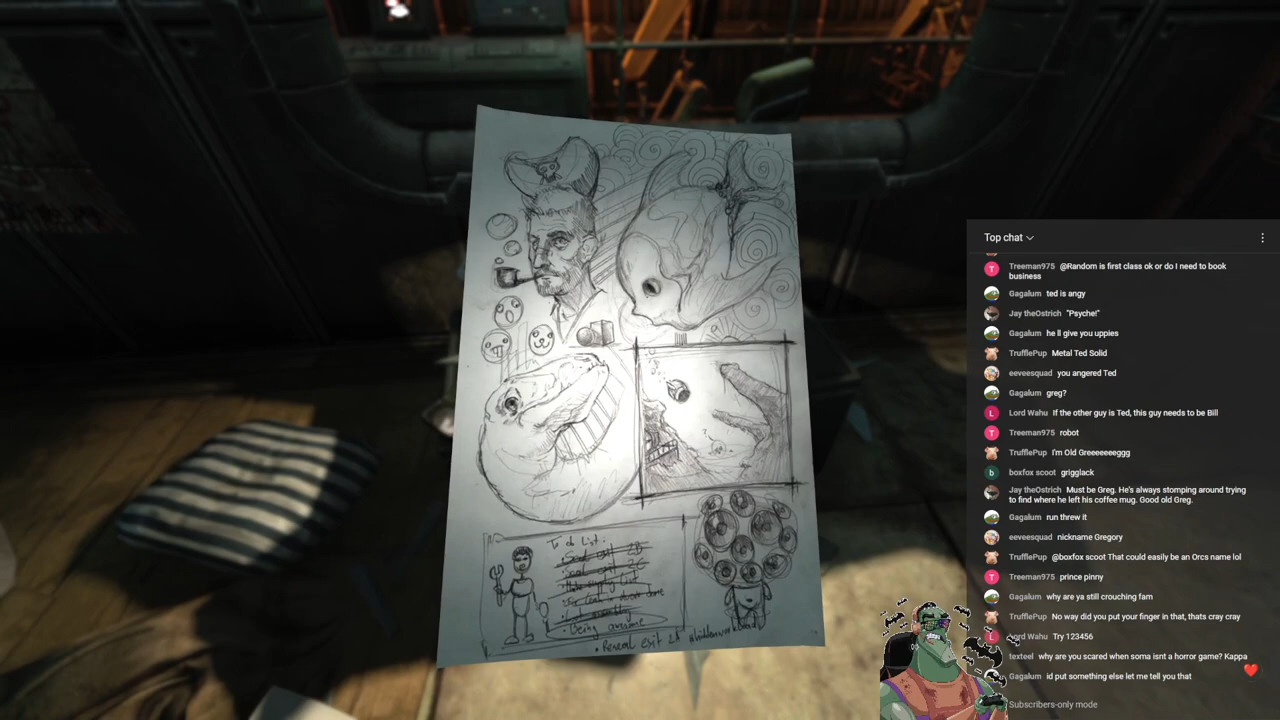 To do List:
Being awesome
• Reveal exit
Top chat
Treeman975 @Random is first class ok or do I need to book
business
Gagalum ted is angy
Jay theOstrich "Psyche!"
Gagalum he ll give you uppies
TrufflePup Metal Ted Solid
eeveesquad you angered Ted
Gagalum greg?
Lord Wahu If the other guy is Ted, this guy needs to be Bill
Treeman975 robot
TrufflePup I'm Old Greeeeeeeggg
boxfox scoot grigglack
Jay theOstrich Must be Greg. He's always stomping around trying
to find where he left his coffee mug. Good old Greg.
Gagalum run threw it
eeveesquad nickname Gregory
TrufflePup @boxfox scoot That could easily be an Orcs name lol
Treeman975 prince pinny
Gagalum why are ya still crouching fam
TrufflePup No way did you put your finger in that, thats cray cray
Lord Wahu Try 123456
texteel why are you scared when soma isnt a horror game? Kappa
Gagalum id put something else let me tell you that
Subscribers-only mode